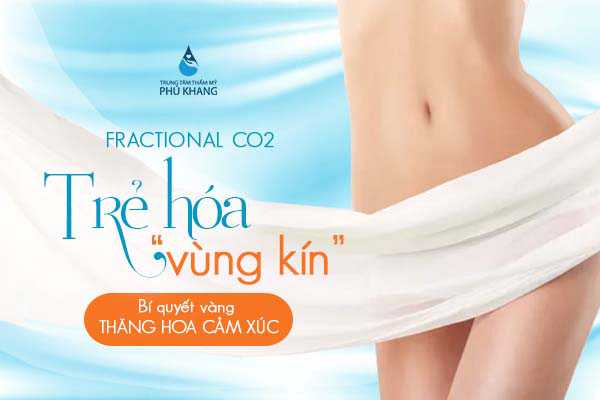 TRUNG TÂM THẨM MỸ
PHÚ KHANG
FRACTIONAL CO2
Trẻ hóa
“vùng kín”
Bí quyết vàng
THĂNG HOA CẢM XÚC